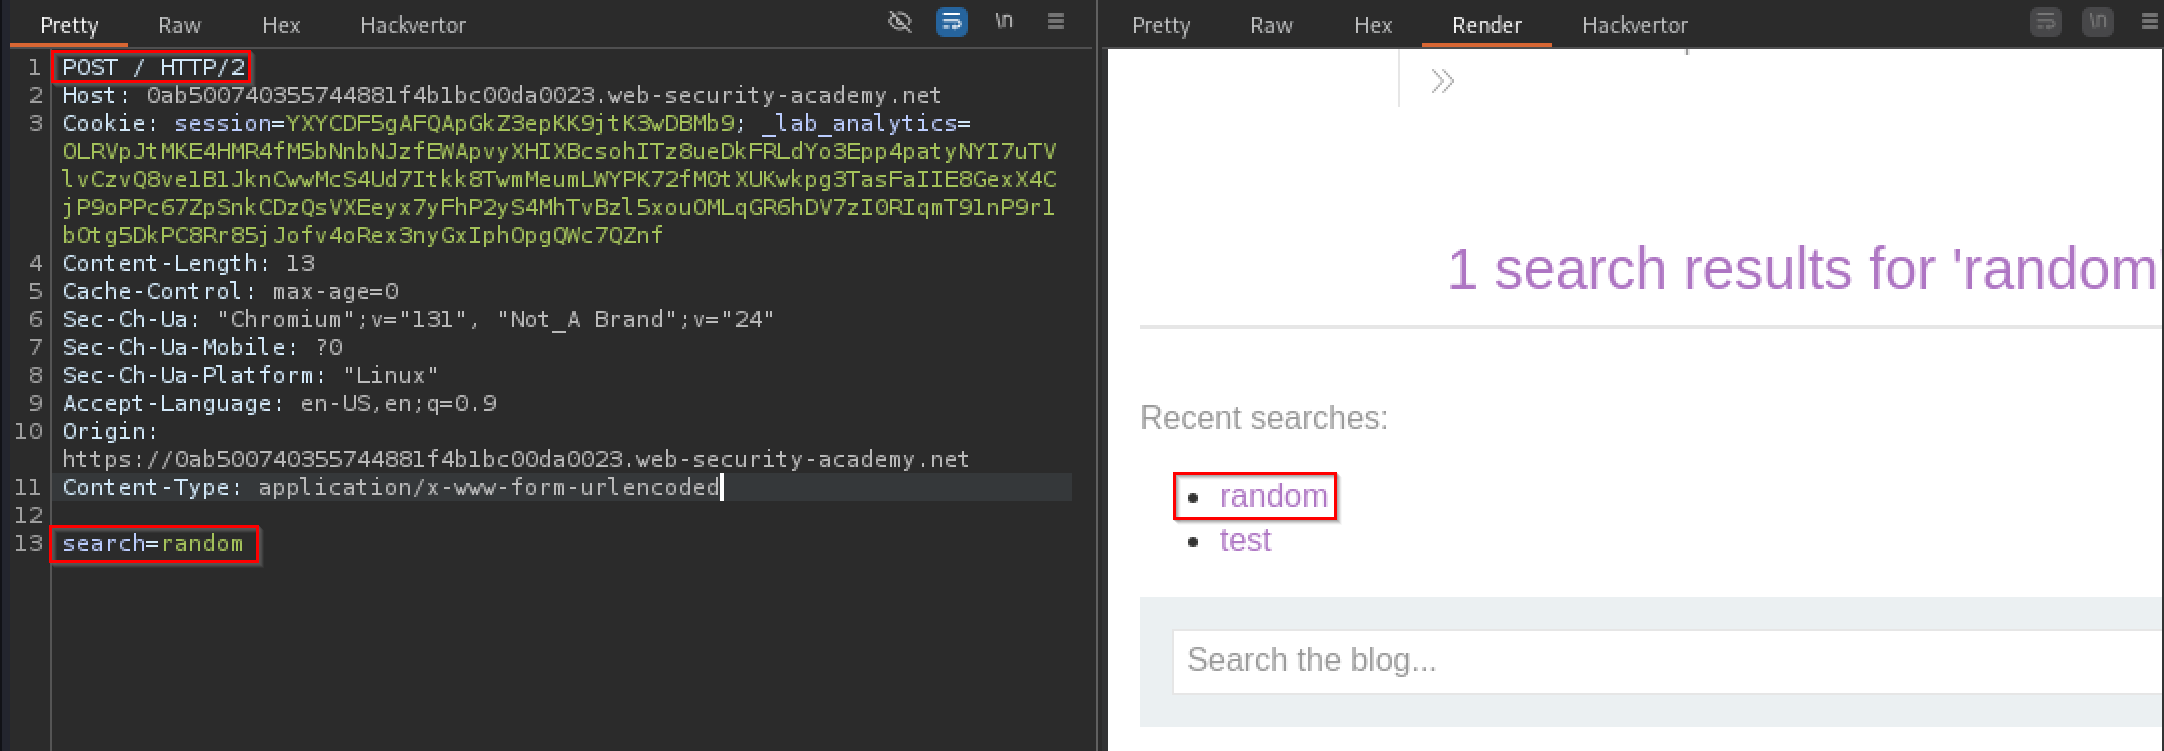 Pretty Raw Hex Hackvertor \n
1 POST / HTTP/2
2 Host: 0ab500740355744881f4b1bc00da0023.web-security-academy.net
3 Cookie: session=YXYCDF5gAFQApGkZ3epKK9jtK3wDBMb9; _lab_analytics=
OLRVpJtMKE4HMR4fM5bNnbNJzfEWApvyXHIXBcsohITz8ueDkFRLdYo3Epp4patyNYI7uTV
lvCzvQ8ve1B1JknCwwMcS4Ud7Itkk8TwmMeumLWYPK72fM0tXUKwkpg3TasFaIIE8GexX4C
jP9oPPc67ZpSnkCDzQsVXEeyx7yFhP2yS4MhTvBzl5xouOMLqGR6hDV7zI0RIqmT91nP9r1
bOtg5DkPC8Rr85jJofv4oRex3nyGxIphOpgQWc7QZnf
4 Content-Length: 13
5 Cache-Control: max-age=0
6 Sec-Ch-Ua: "Chromium";v="131", "Not_A Brand";v="24"
7 Sec-Ch-Ua-Mobile: ?0
8 Sec-Ch-Ua-Platform: "Linux"
9 Accept-Language: en-US,en;q=0.9
10 Origin:
https://0ab500740355744881f4b1bc00da0023.web-security-academy.net
11 Content-Type: application/x-www-form-urlencoded
12
13 search=random
Pretty Raw Hex Render Hackvertor \n
1 search results for 'random'
Recent searches:
• random
• test
Search the blog...